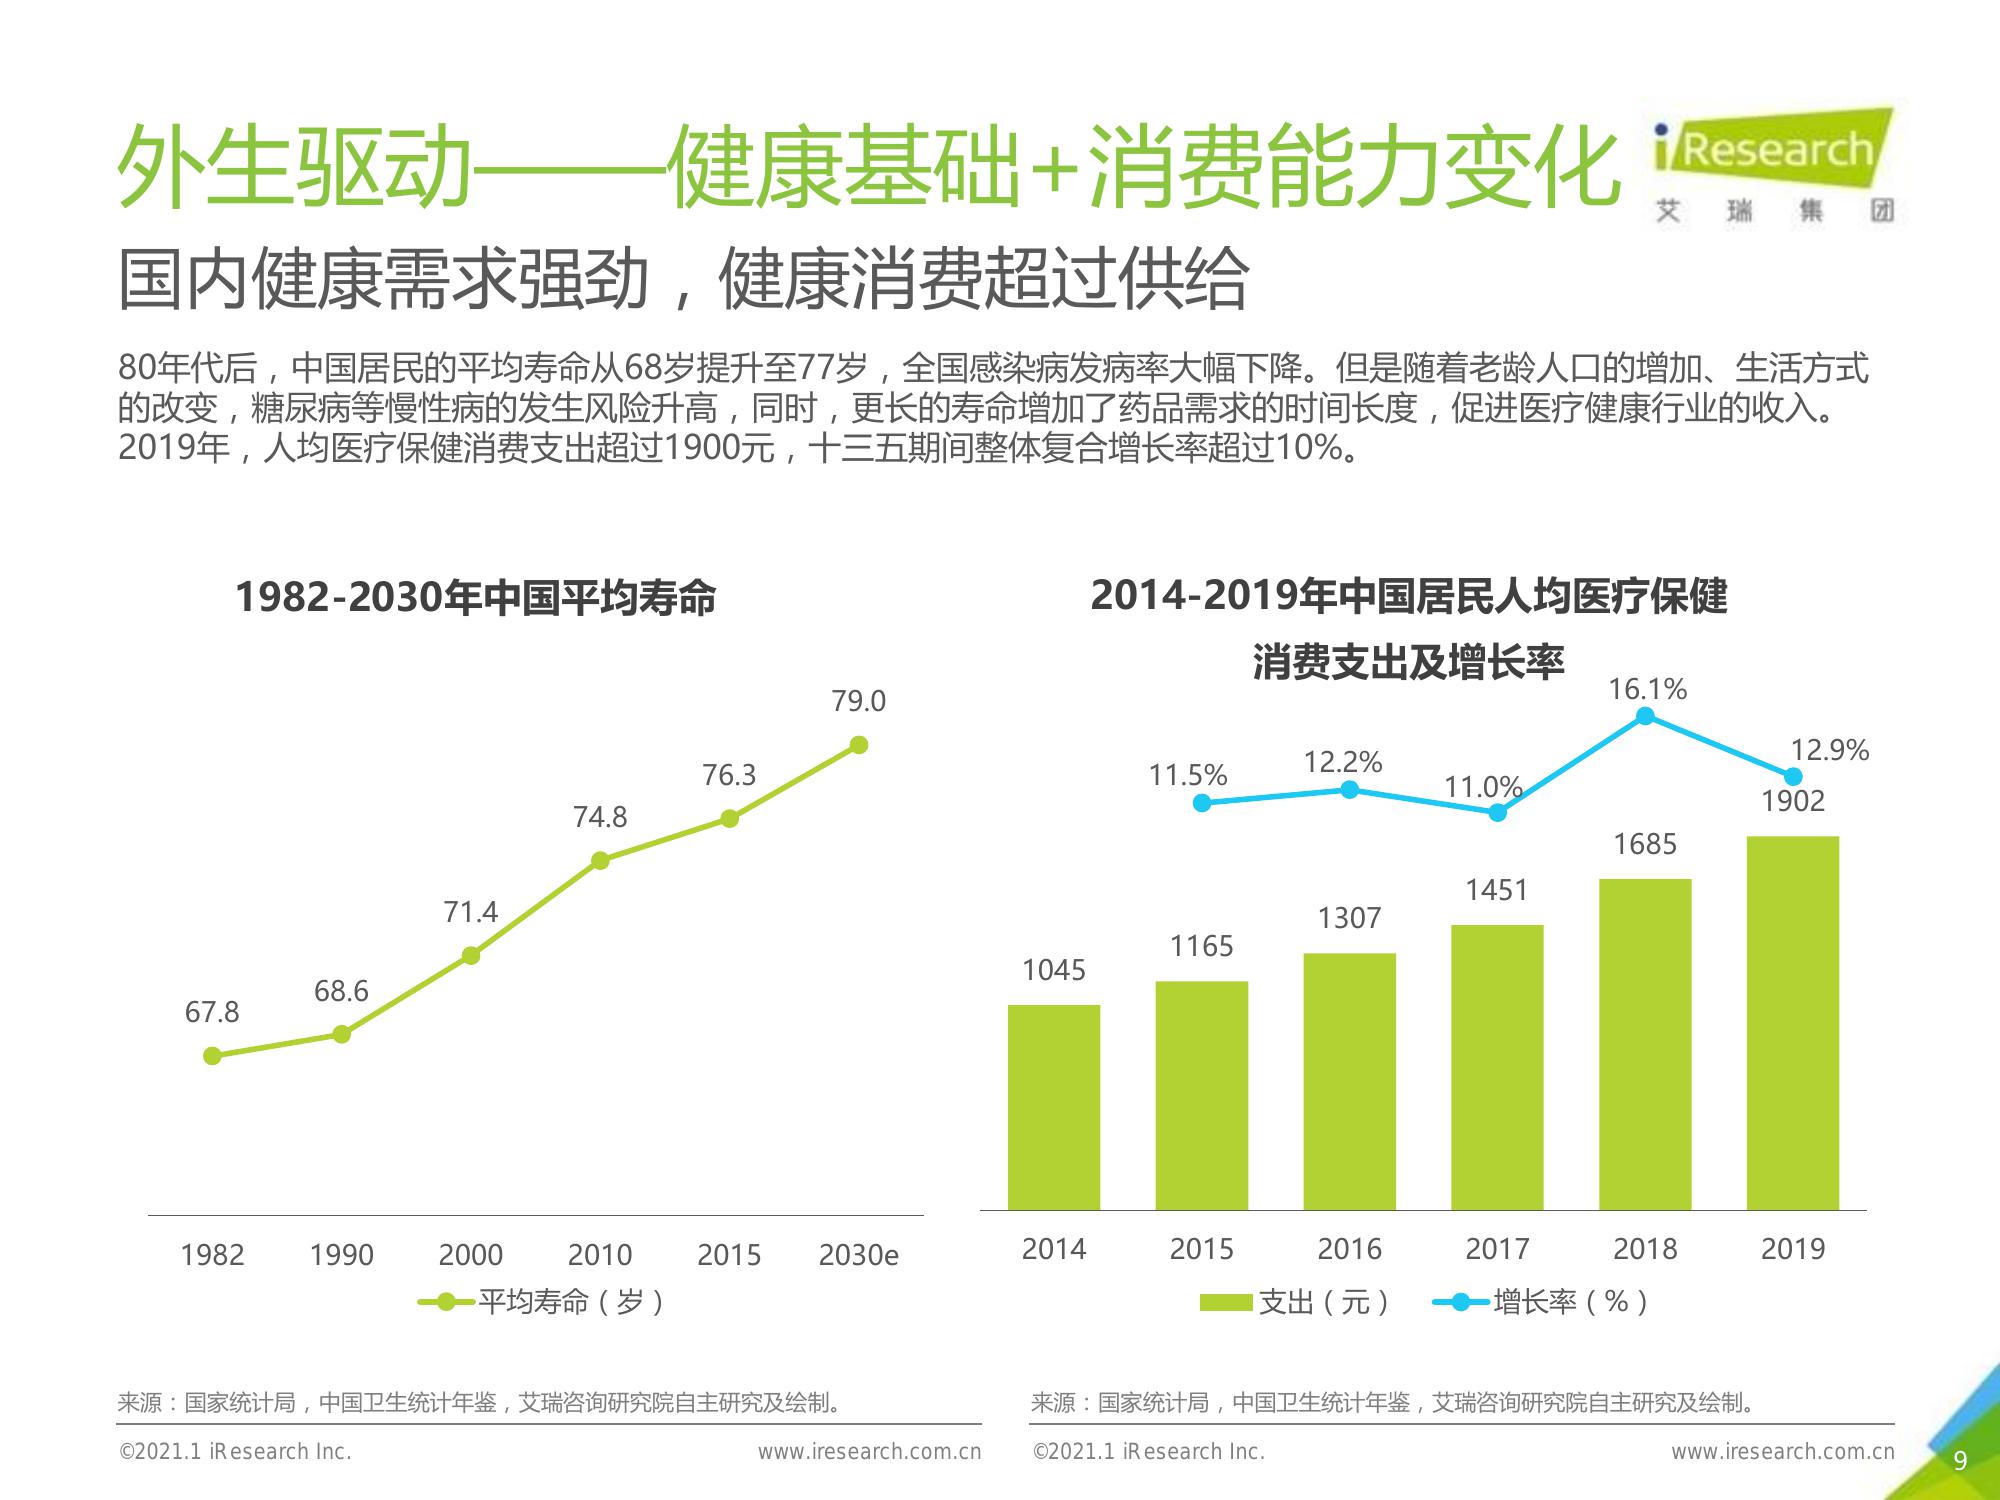 外生驱动——健康基础+消费能力变化
iResearch
艾瑞集团
国内健康需求强劲，健康消费超过供给
80年代后，中国居民的平均寿命从68岁提升至77岁，全国感染病发病率大幅下降。但是随着老龄人口的增加、生活方式
的改变，糖尿病等慢性病的发生风险升高，同时，更长的寿命增加了药品需求的时间长度，促进医疗健康行业的收入。
2019年，人均医疗保健消费支出超过1900元，十三五期间整体复合增长率超过10%。
1982-2030年中国平均寿命
79.0
76.3
74.8
71.4
68.6
67.8
1982 1990 2000 2010 2015 2030e
平均寿命（岁）
2014-2019年中国居民人均医疗保健
消费支出及增长率
16.1%
12.9%
12.2%
11.5%
11.0%
1902
1685
1451
1307
1165
1045
2014 2015 2016 2017 2018 2019
支出（元） 增长率（%）
来源：国家统计局，中国卫生统计年鉴，艾瑞咨询研究院自主研究及绘制。
©2021.1 iResearch Inc. www.iresearch.com.cn
来源：国家统计局，中国卫生统计年鉴，艾瑞咨询研究院自主研究及绘制。
©2021.1 iResearch Inc. www.iresearch.com.cn
9